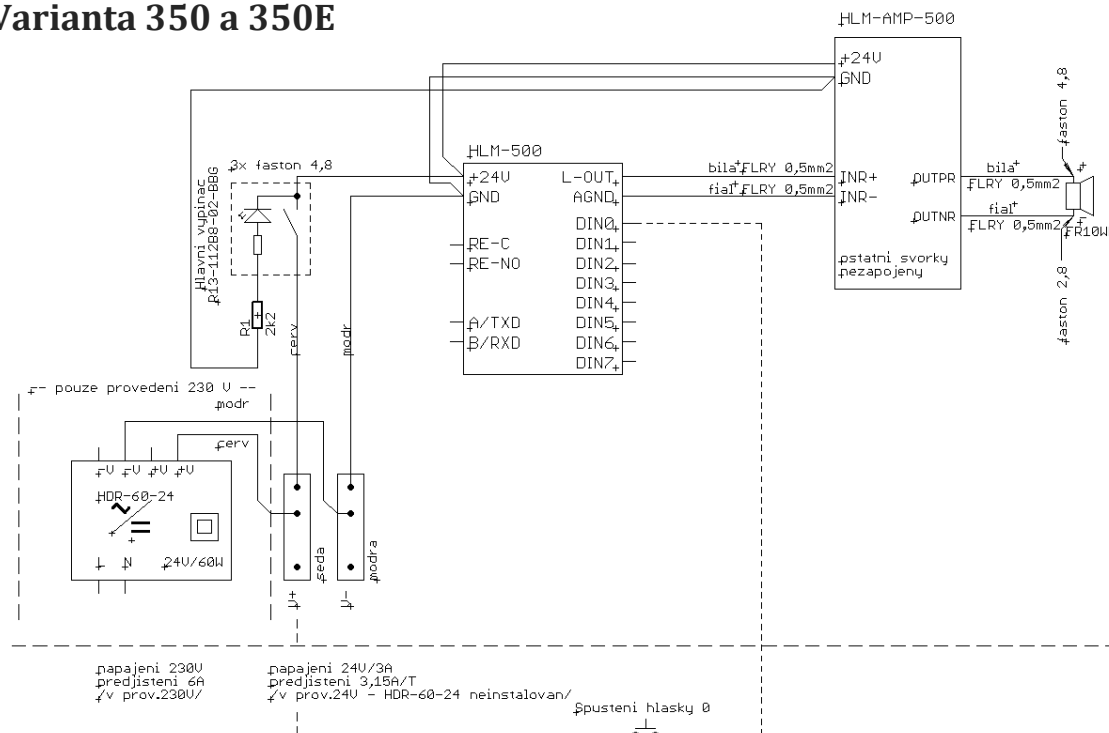 Varianta 350 a 350E
HLM-AMP-500
+24V
GND
INR+
INR-
OUTPR
OUTNR
ostatni svorky
nezapojeny
faston 4,8
bila
FLRY 0,5mm2
fial
FLRY 0,5mm2
+
-
FR10W
faston 2,8
HLM-500
+24V
GND
RE-C
RE-NO
A/TXD
B/RXD
L-OUT
AGND
DIN0
DIN1
DIN2
DIN3
DIN4
DIN5
DIN6
DIN7
bila FLRY 0,5mm2
fial FLRY 0,5mm2
3x faston 4,8
Hlavni vypinac
R13-112B8-02-BBG
R1
2k2
cerv
modr
-- pouze provedeni 230 V --
modr
cerv
-V -V +V +V
HDR-60-24
L N 24V/60W
seda
modra
V+
V-
napajeni 230V
predjisteni 6A
/v prov.230V/
napajeni 24V/3A
predjisteni 3,15A/T
/v prov.24V - HDR-60-24 neinstalovan/
Spusteni hlasky 0